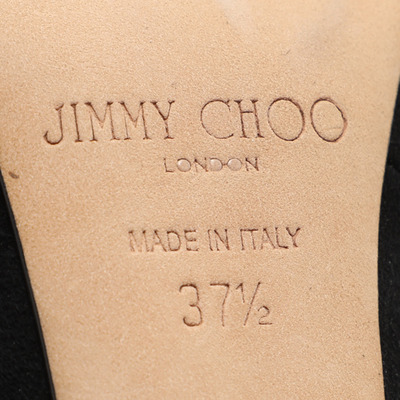 JIMMY CHOO
LONDON
MADE IN ITALY
37½